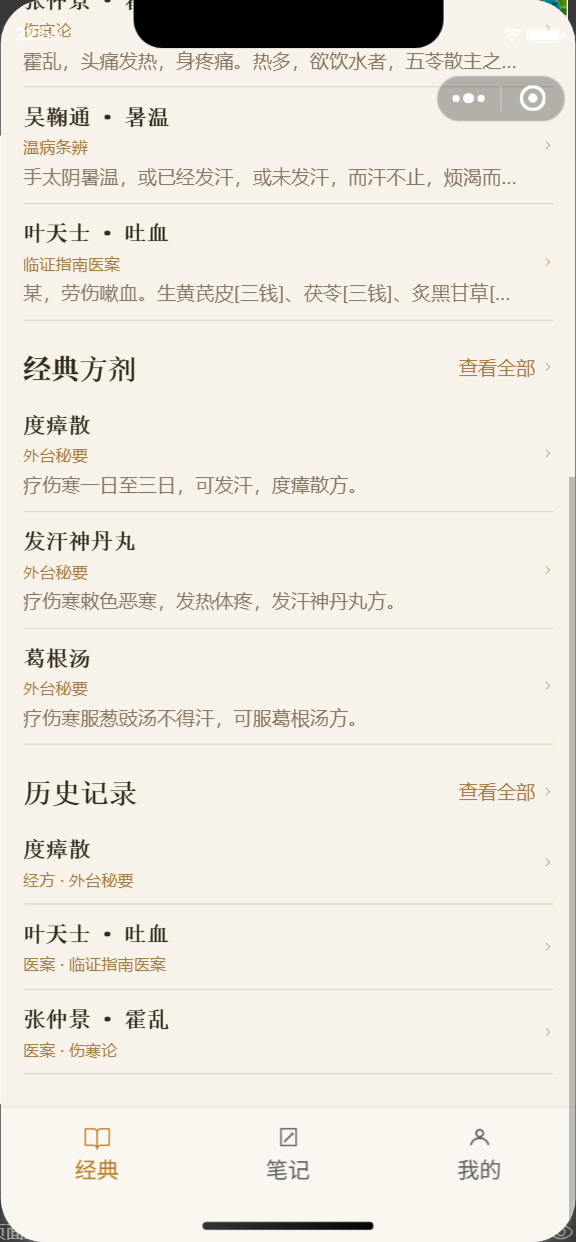 伤寒论
霍乱，头痛发热，身疼痛。热多，欲饮水者，五苓散主之...
吴鞠通 • 暑温
温病条辨
手太阴暑温，或已经发汗，或未发汗，而汗不止，烦渴而...
叶天士 • 吐血
临证指南医案
某，劳伤嗽血。生黄芪皮[三钱]、茯苓[三钱]、炙黑甘草[...
经典方剂
查看全部
度瘴散
外台秘要
疗伤寒一日至三日，可发汗，度瘴散方。
发汗神丹丸
外台秘要
疗伤寒敕色恶寒，发热体疼，发汗神丹丸方。
葛根汤
外台秘要
疗伤寒服葱豉汤不得汗，可服葛根汤方。
历史记录
查看全部
度瘴散
经方 · 外台秘要
叶天士 • 吐血
医案 · 临证指南医案
张仲景 • 霍乱
医案 · 伤寒论
经典
笔记
我的